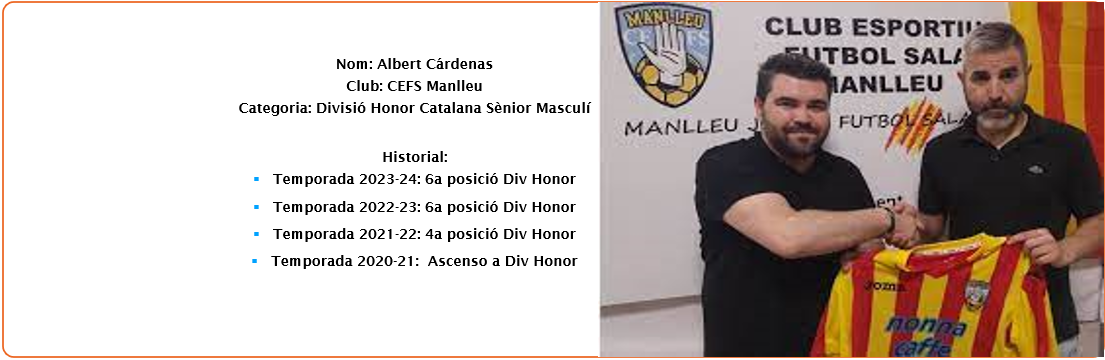 Nom: Albert Cárdenas
Club: CEFS Manlleu
Categoria: Divisió Honor Catalana Sènior Masculí
Historial:
▪ Temporada 2023-24: 6a posició Div Honor
▪ Temporada 2022-23: 6a posició Div Honor
▪ Temporada 2021-22: 4a posició Div Honor
▪ Temporada 2020-21: Ascenso a Div Honor
MANLLEU
CEFS
CLUB ESPORTIU
FUTBOL SALA
MANLLEU
MANLLEU
FUTBOL SALA
Joma
nonna
caffe